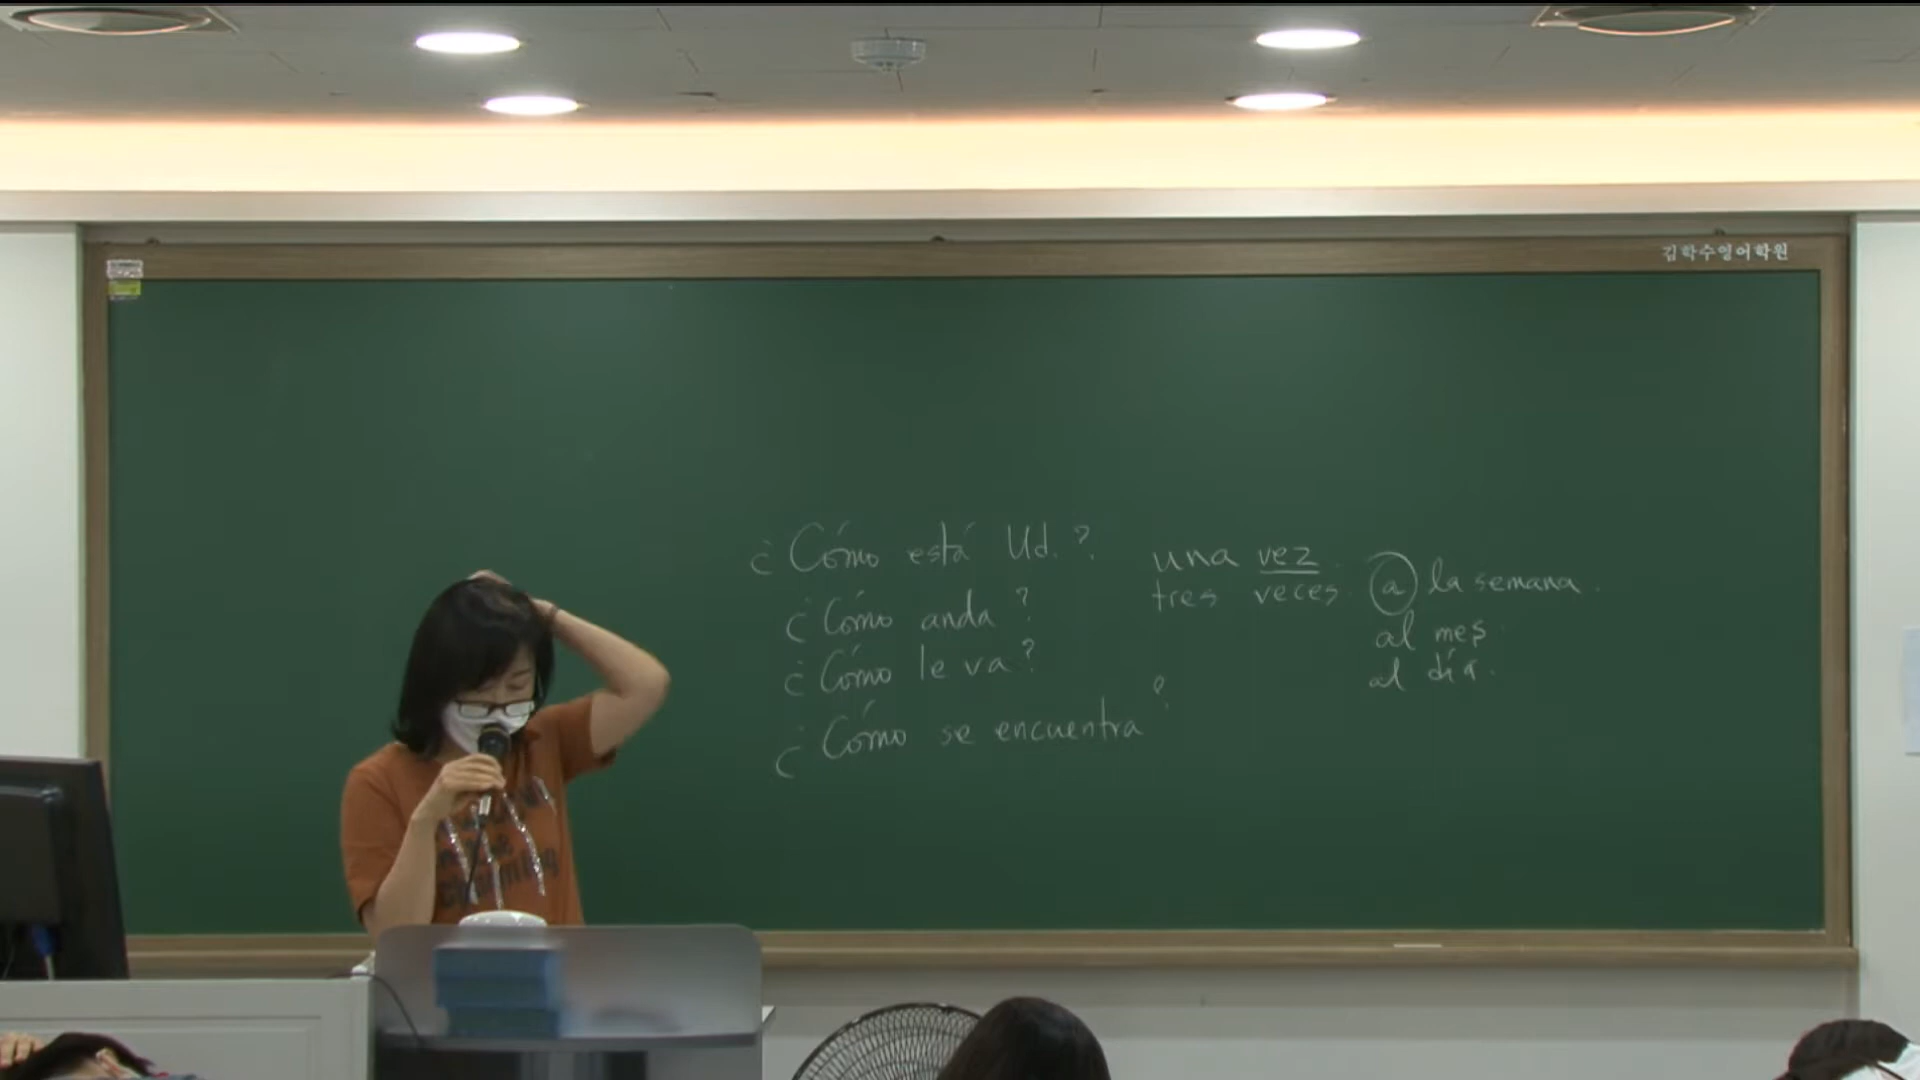 김학수영어학원
¿Cómo está Ud.?
¿Cómo anda?
¿Cómo le va?
¿Cómo se encuentra?
una vez.
tres veces. a la semana.
al mes
al día.